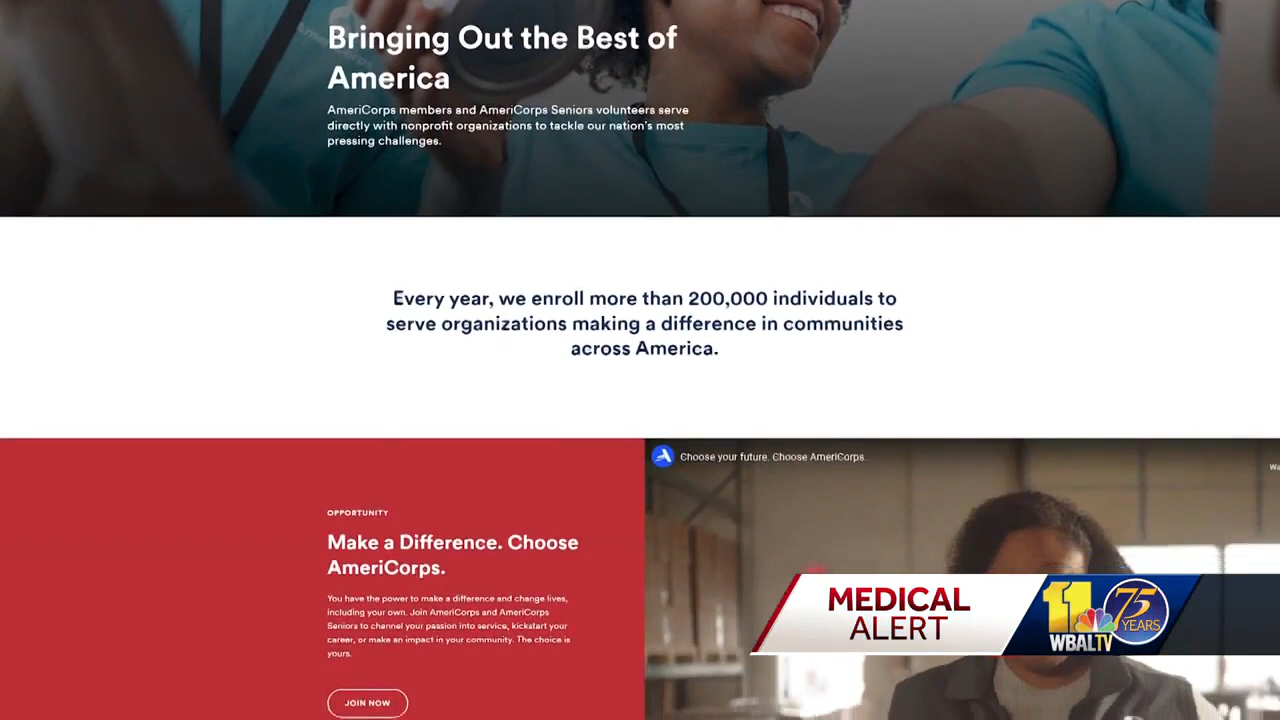 Bringing Out the Best of
America
AmeriCorps members and AmeriCorps Seniors volunteers serve
directly with nonprofit organizations to tackle our nation's most
pressing challenges.
Every year, we enroll more than 200,000 individuals to
serve organizations making a difference in communities
across America.
OPPORTUNITY
Make a Difference. Choose
AmeriCorps.
You have the power to make a difference and change lives,
including your own. Join AmeriCorps and AmeriCorps
Seniors to channel your passion into service, kickstart your
career, or make an impact in your community. The choice is
yours.
JOIN NOW
Choose your future. Choose AmeriCorps.
MEDICAL
ALERT
11
WBALTV
75
YEARS